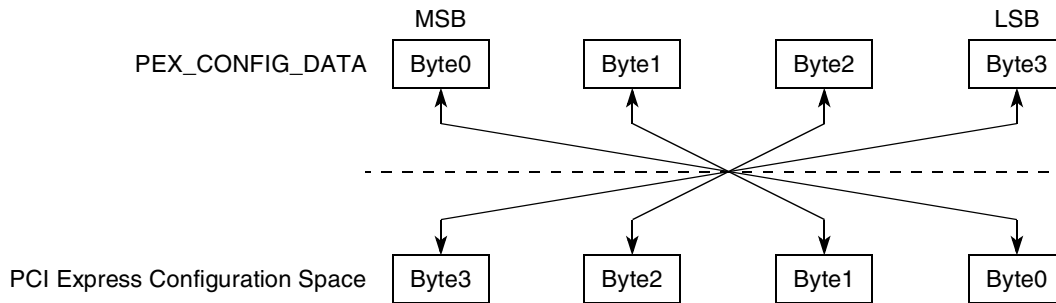 MSB LSB
PEX_CONFIG_DATA Byte0 Byte1 Byte2 Byte3
PCI Express Configuration Space Byte3 Byte2 Byte1 Byte0